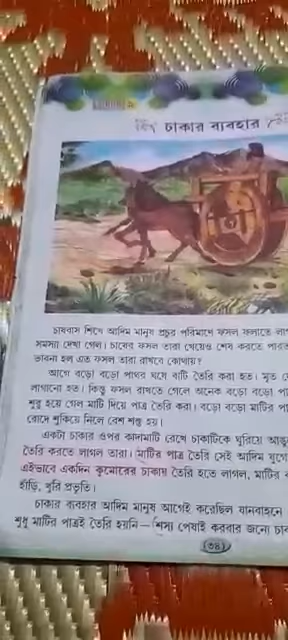 চাকার ব্যবহার
চাষবাস শিখে আদিম মানুষ প্রচুর পরিমাণে ফসল ফলাতে
সমস্যা দেখা গেল। চাষের ফসল তারা খেয়েও শেষ করতে
ভাবনা হল এত ফসল তারা রাখবে কোথায়?
আগে বড়ো বড়ো পাথর ঘষে বাটি তৈরি করা হত। মৃত
লাগানো হত। কিন্তু ফসল রাখতে গেলে অনেক বড়ো বড়ো
শুরু হয়ে গেল মাটি দিয়ে পাত্র তৈরি করা। বড়ো বড়ো মাটির
রোদে শুকিয়ে নিলে বেশ শক্ত হয়।
একটা চাকার ওপর কাদামাটি রেখে চাকাটিকে ঘুরিয়ে
তৈরি করতে লাগল তারা। মাটির পাত্র তৈরি সেই আদিম
এইভাবে একদিন কুমোরের চাকায় তৈরি হতে লাগল, মাটির
হাঁড়ি, খুরি প্রভৃতি।
চাকার ব্যবহার আদিম মানুষ আগেই করেছিল যানবাহনে
শুধু মাটির পাত্রই তৈরি হয়নি — শস্য পেষাই করবার জন্যে
(৩৪)